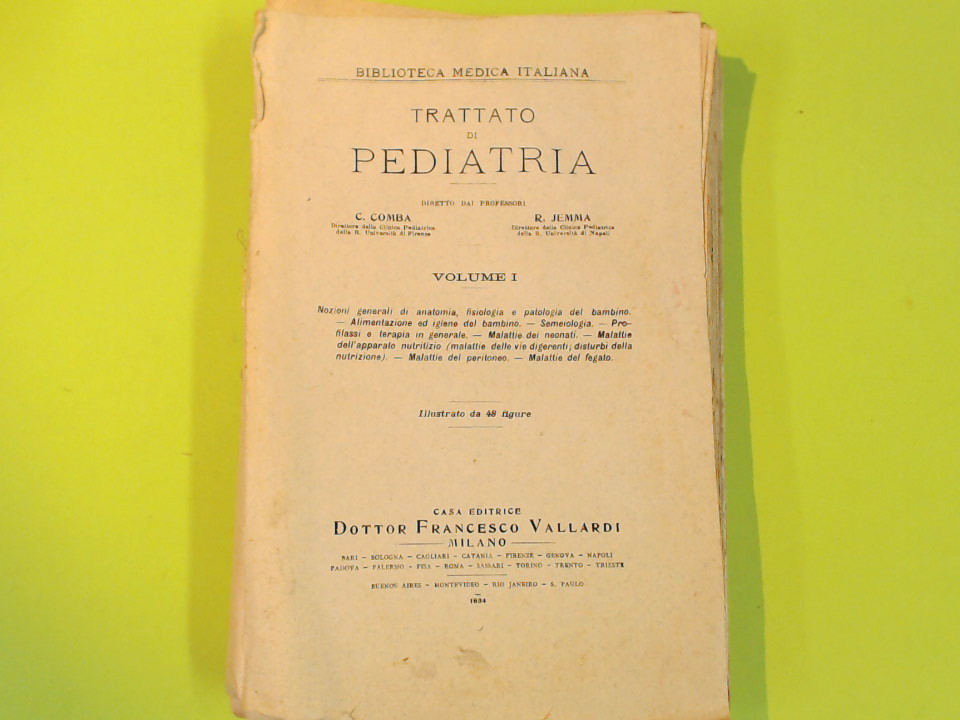 BIBLIOTECA MEDICA ITALIANA
TRATTATO
DI
PEDIATRIA
DIRETTO DAI PROFESSORI
C. COMBA
Direttore della Clinica Pediatrica
della R. Università di Firenze
R. JEMMA
Direttore della Clinica Pediatrica
della R. Università di Napoli
VOLUME I
Nozioni generali di anatomia, fisiologia e patologia del bambino.
— Alimentazione ed igiene del bambino. — Semeiologia. — Pro-
filassi e terapia in generale. — Malattie dei neonati. — Malattie
dell'apparato nutritizio (malattie delle vie digerenti; disturbi della
nutrizione). — Malattie del peritoneo. — Malattie del fegato.
Illustrato da 48 figure
CASA EDITRICE
DOTTOR FRANCESCO VALLARDI
MILANO
BARI – BOLOGNA – CAGLIARI – CATANIA – FIRENZE – GENOVA – NAPOLI
PADOVA – PALERMO – PISA – ROMA – SASSARI – TORINO – TRENTO – TRIESTE
BUENOS AIRES – MONTEVIDEO – RIO JANEIRO – S. PAULO
1934